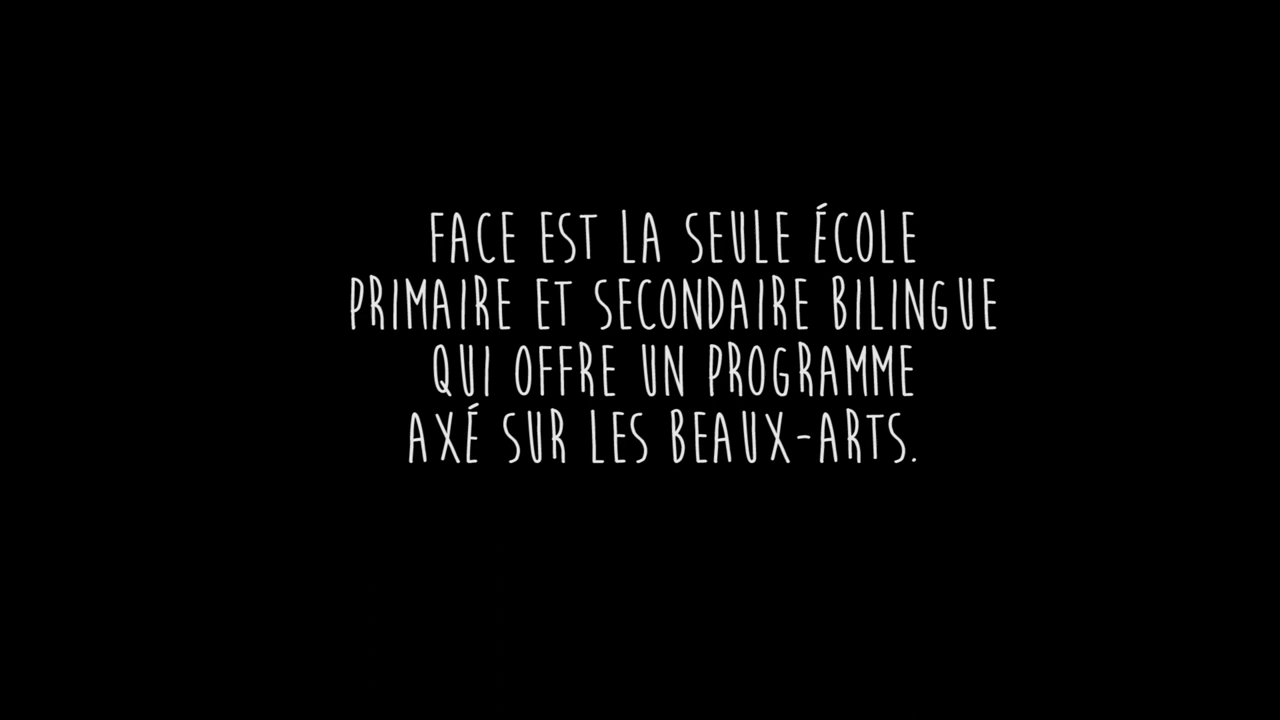 FACE EST LA SEULE ÉCOLE
PRIMAIRE ET SECONDAIRE BILINGUE
QUI OFFRE UN PROGRAMME
AXÉ SUR LES BEAUX-ARTS.